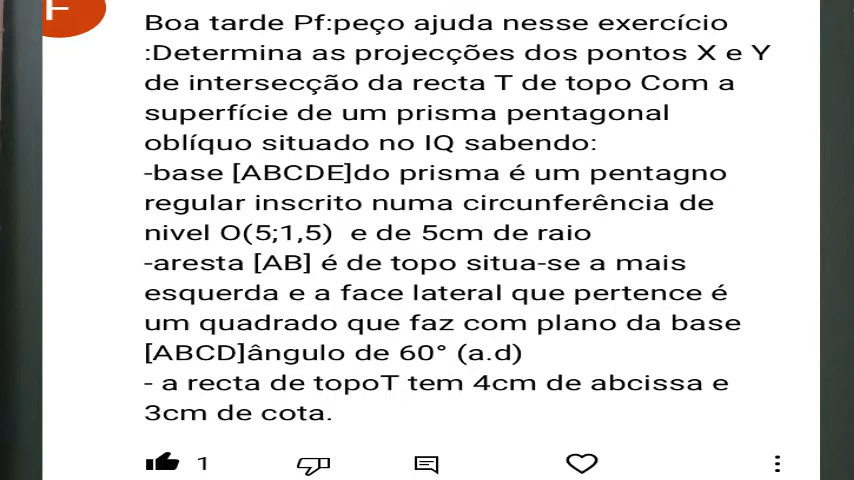 F
Boa tarde Pf:peço ajuda nesse exercício
:Determina as projecções dos pontos X e Y
de intersecção da recta T de topo Com a
superfície de um prisma pentagonal
oblíquo situado no IQ sabendo:
-base [ABCDE]do prisma é um pentagno
regular inscrito numa circunferência de
nivel O(5;1,5)  e de 5cm de raio
-aresta [AB] é de topo situa-se a mais
esquerda e a face lateral que pertence é
um quadrado que faz com plano da base
[ABCD]ângulo de 60° (a.d)
- a recta de topoT tem 4cm de abcissa e
3cm de cota.
1